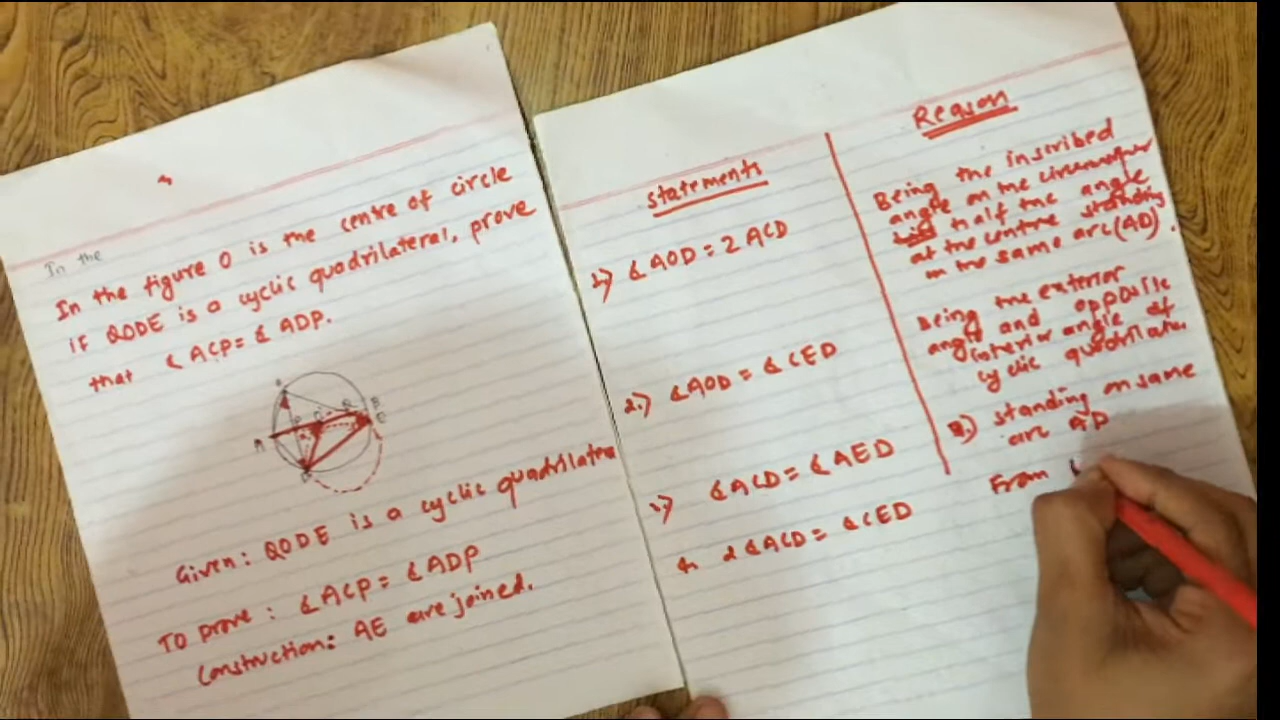 In the
In the figure O is the centre of circle
if QODE is a cyclic quadrilateral, prove
that ∠ACP = ∠ADP.
Given: QODE is a cyclic quadrilateral
To prove: ∠ACP = ∠ADP
Construction: AE are joined.
statements
1.) ∠AOD = 2 ACD
2.) ∠AOD = ∠CED
∠ACD = ∠AED
4. 2∠ACD = ∠CED
Reason
Being the inscribed
angle on the circumference
half the angle
at the centre standing
on the same arc (AD).
Being the exterior
angle and opposite
interior angle of
cyclic quadrilateral
standing on same
arc AD
From